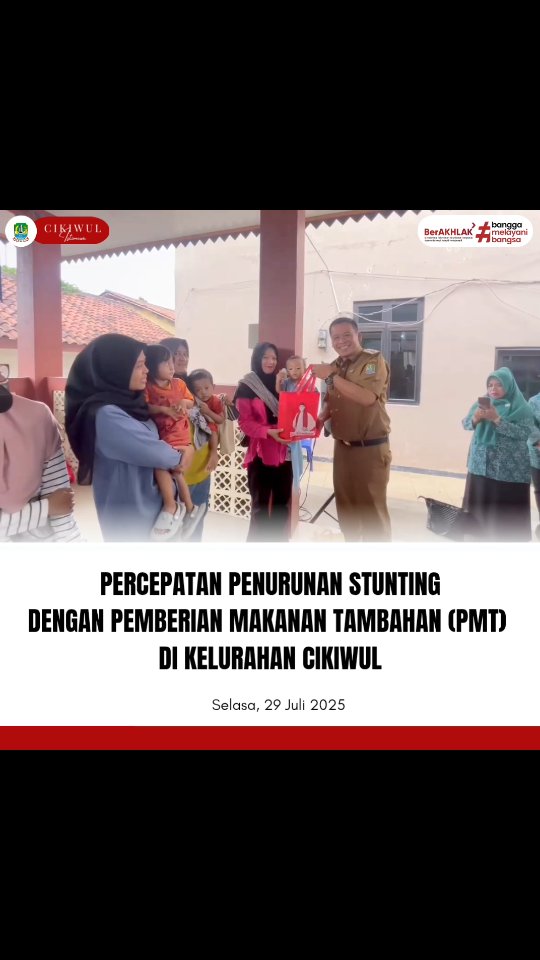 CIKIWUL
BerAKHLAK
bangga
melayani
bangsa
PERCEPATAN PENURUNAN STUNTING
DENGAN PEMBERIAN MAKANAN TAMBAHAN (PMT)
DI KELURAHAN CIKIWUL
Selasa, 29 Juli 2025